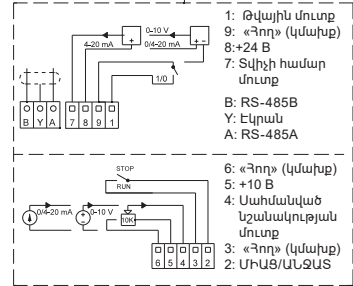 4-20 mA
0-10 V
0/4-20 mA
1/0
B Y A
7 8 9 1
1: Թվային մուտք
9: «Հող» (կմախք)
8:+24 В
7: Տվիչի համար
մուտք
B: RS-485B
Y: Էկրան
A: RS-485A
STOP
RUN
0/4-20 mA
0-10 V
10K
6 5 4 3 2
6: «Հող» (կմախք)
5: +10 В
4: Սահմանված
նշանակության
մուտք
3: «Հող» (կմախք)
2: ՄԻԱՑ/ԱՆՋԱՏ